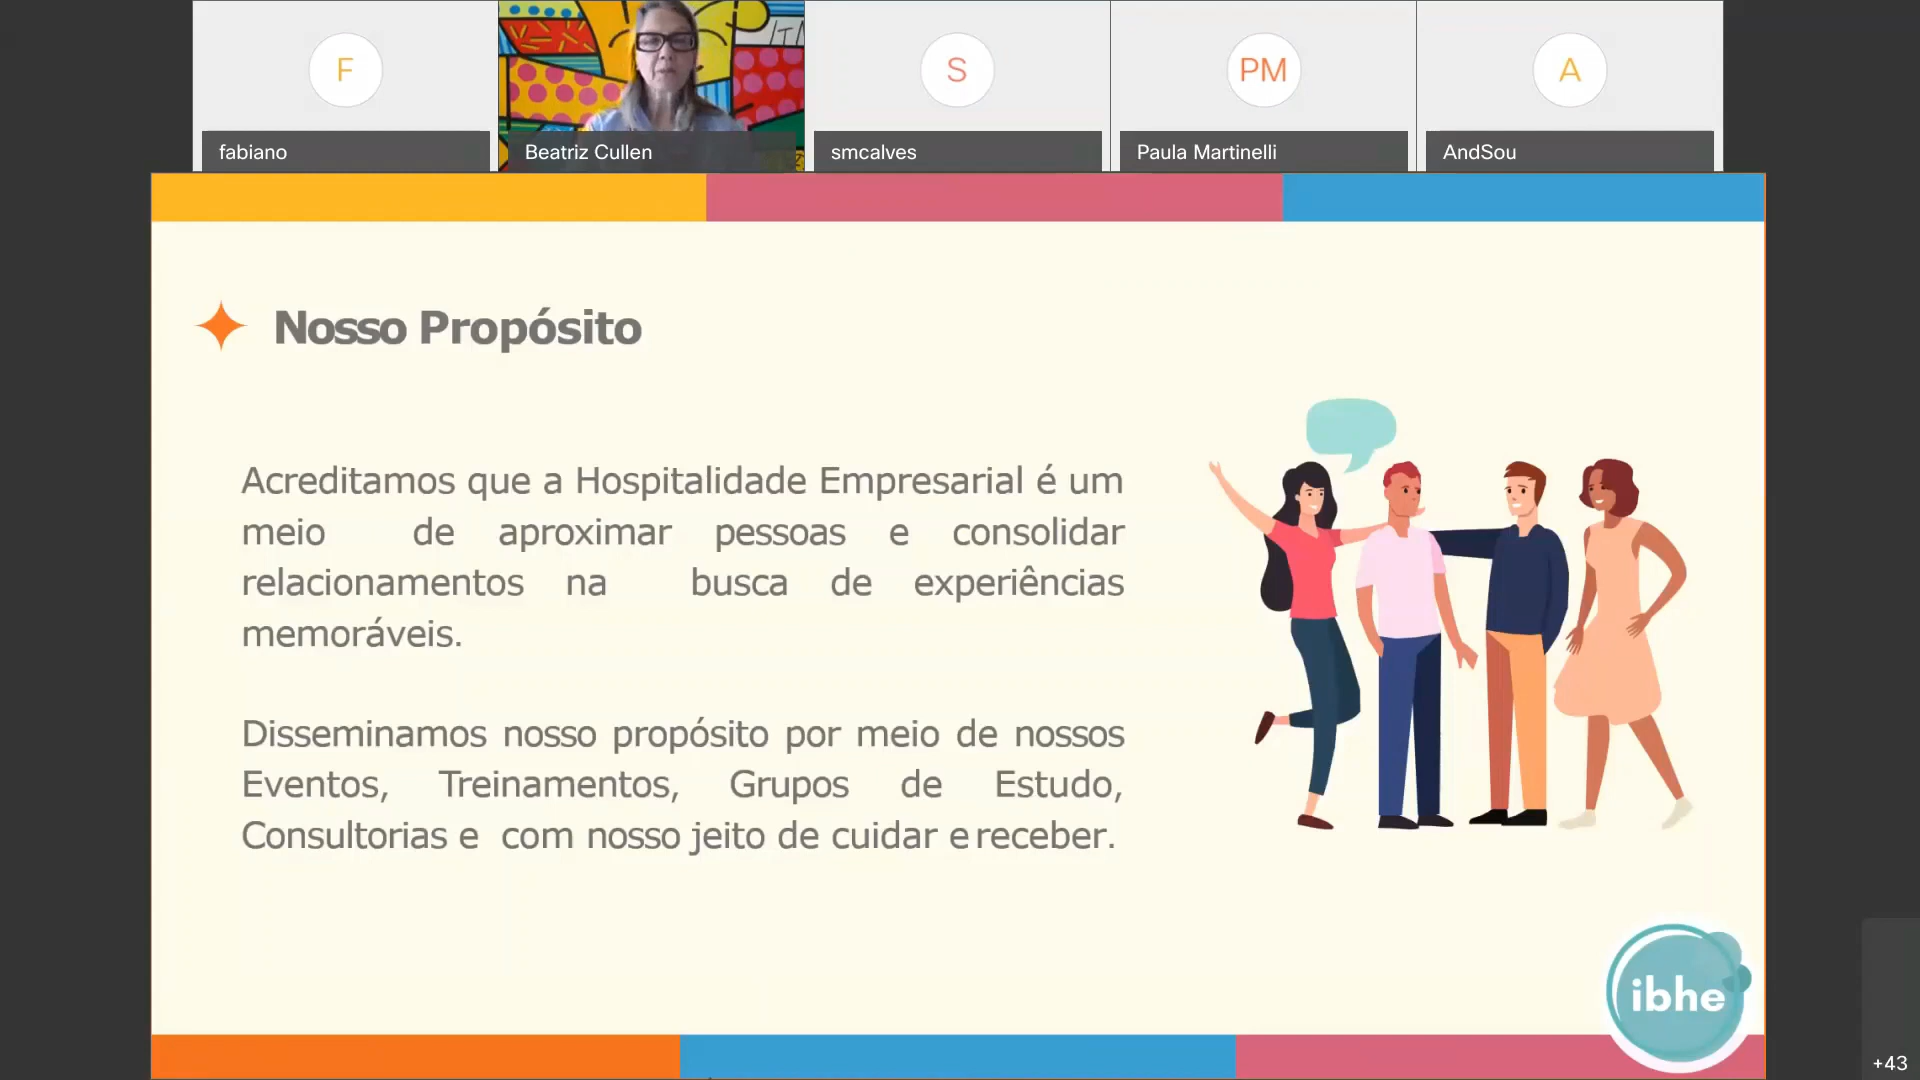 F
S
PM
A
fabiano
Beatriz Cullen
smcalves
Paula Martinelli
AndSou
Nosso Propósito
Acreditamos que a Hospitalidade Empresarial é um
meio de aproximar pessoas e consolidar
relacionamentos na busca de experiências
memoráveis.
Disseminamos nosso propósito por meio de nossos
Eventos, Treinamentos, Grupos de Estudo,
Consultorias e com nosso jeito de cuidar e receber.
ibhe
+43